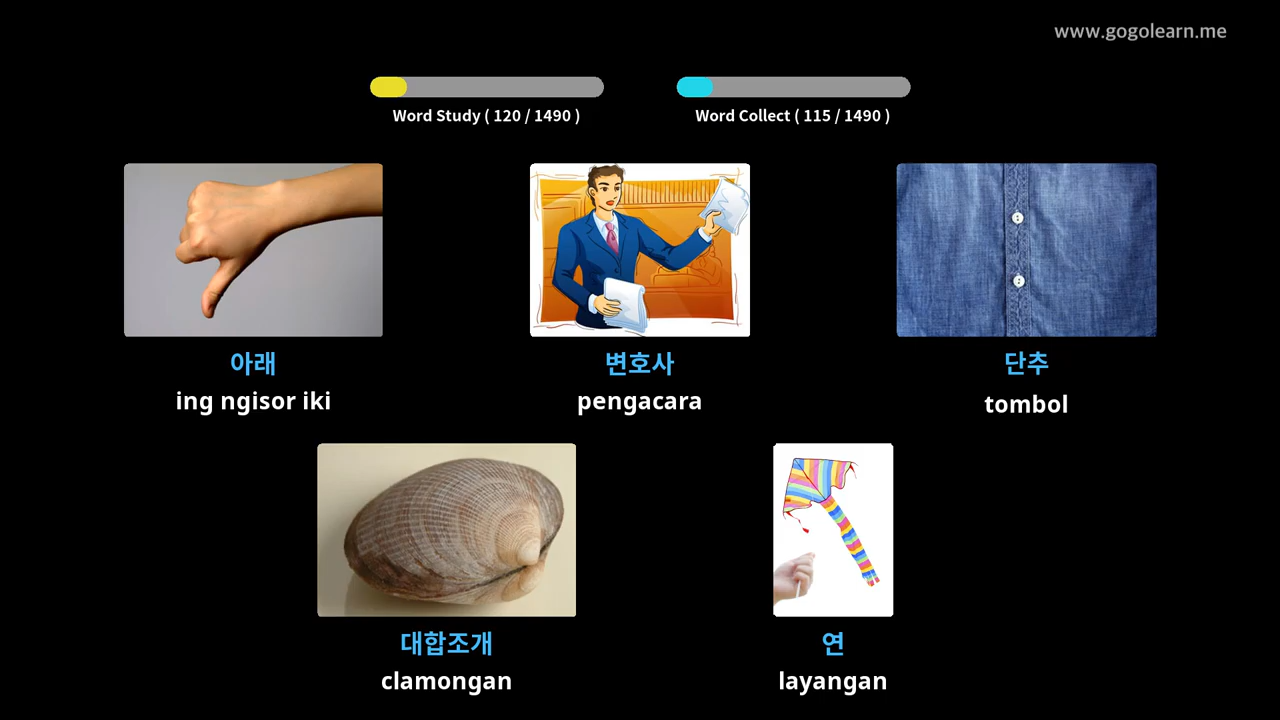 www.gogolearn.me
Word Study ( 120 / 1490 )
Word Collect ( 115 / 1490 )
아래
ing ngisor iki
변호사
pengacara
단추
tombol
대합조개
clamongan
연
layangan